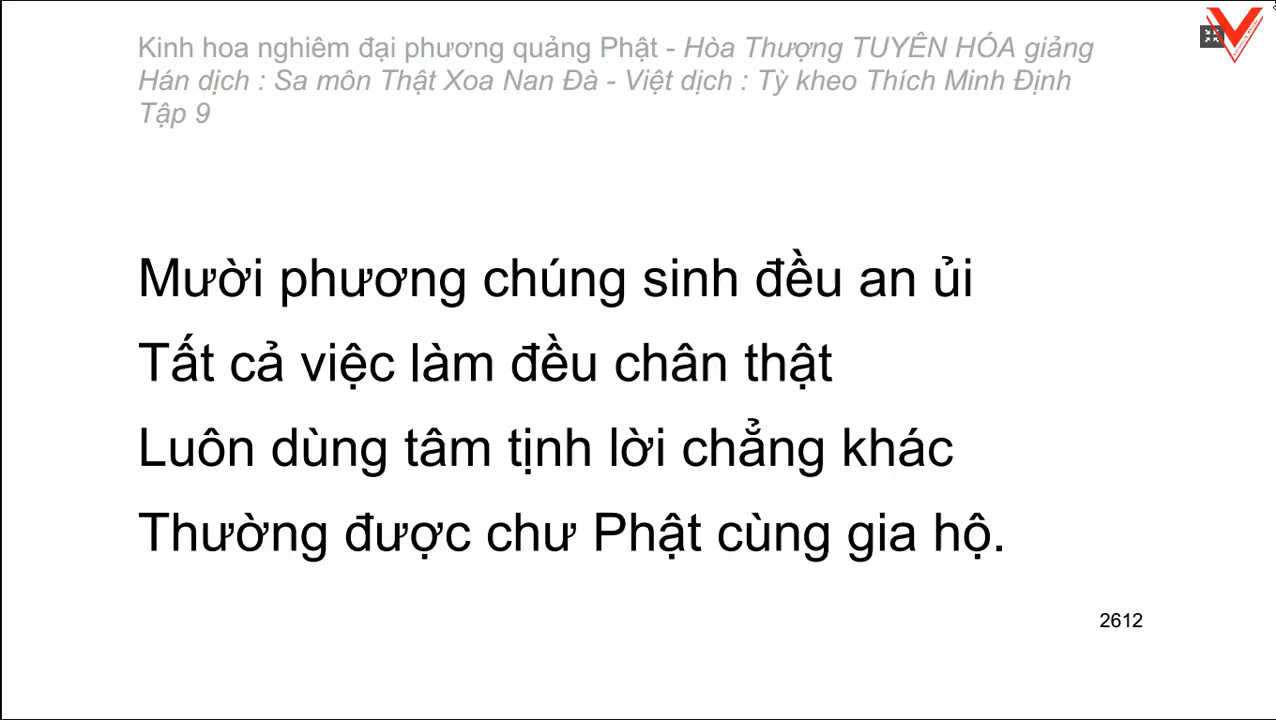 Kinh hoa nghiêm đại phương quảng Phật - Hòa Thượng TUYÊN HÓA giảng
Hán dịch : Sa môn Thật Xoa Nan Đà - Việt dịch : Tỳ kheo Thích Minh Định
Tập 9
Mười phương chúng sinh đều an ủi
Tất cả việc làm đều chân thật
Luôn dùng tâm tịnh lời chẳng khác
Thường được chư Phật cùng gia hộ.
2612